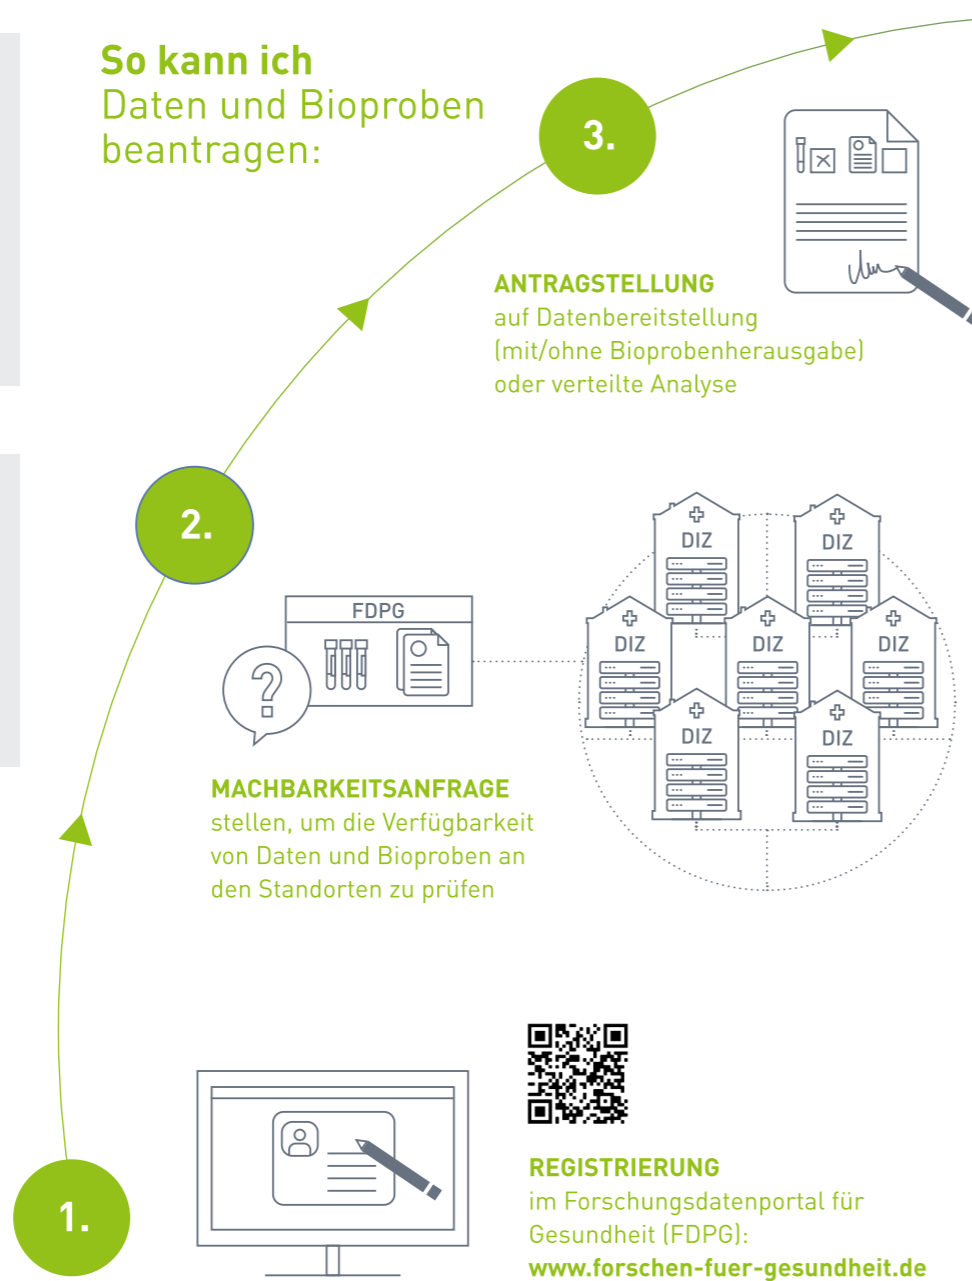 So kann ich
Daten und Bioproben
beantragen:
3.
ANTRAGSTELLUNG
auf Datenbereitstellung
(mit/ohne Bioprobenherausgabe)
oder verteilte Analyse
2.
FDPG
?
DIZ
DIZ
DIZ
DIZ
DIZ
DIZ
DIZ
MACHBARKEITSANFRAGE
stellen, um die Verfügbarkeit
von Daten und Bioproben an
den Standorten zu prüfen
1.
REGISTRIERUNG
im Forschungsdatenportal für
Gesundheit (FDPG):
www.forschen-fuer-gesundheit.de